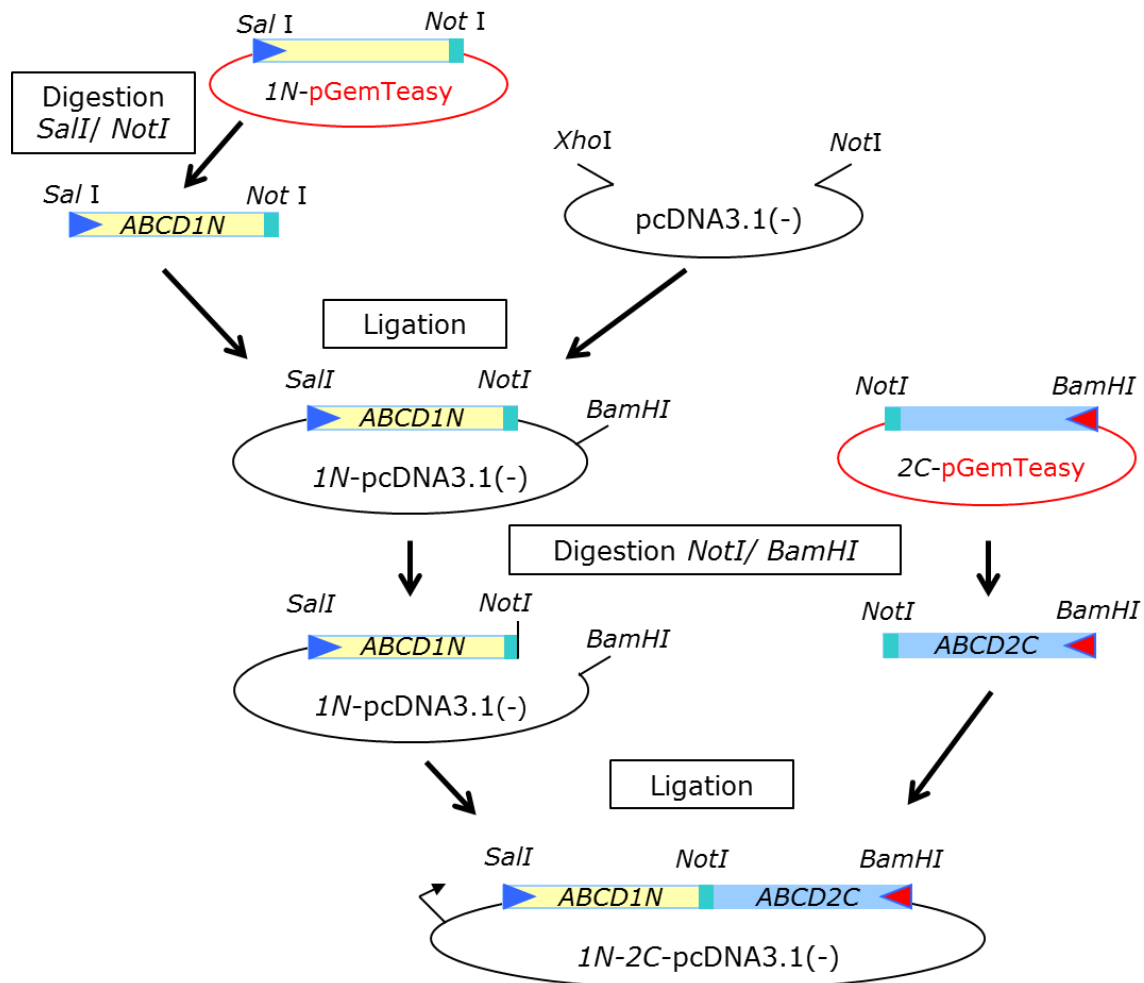 Sal I
Not I
1N-pGemTeasy
Digestion
SalI/ NotI
XhoI
NotI
Sal I
Not I
ABCD1N
pcDNA3.1(-)
Ligation
SalI
NotI
BamHI
ABCD1N
1N-pcDNA3.1(-)
NotI
BamHI
2C-pGemTeasy
Digestion NotI/ BamHI
SalI
NotI
BamHI
ABCD1N
1N-pcDNA3.1(-)
NotI
BamHI
ABCD2C
Ligation
SalI
NotI
BamHI
ABCD1N
ABCD2C
1N-2C-pcDNA3.1(-)